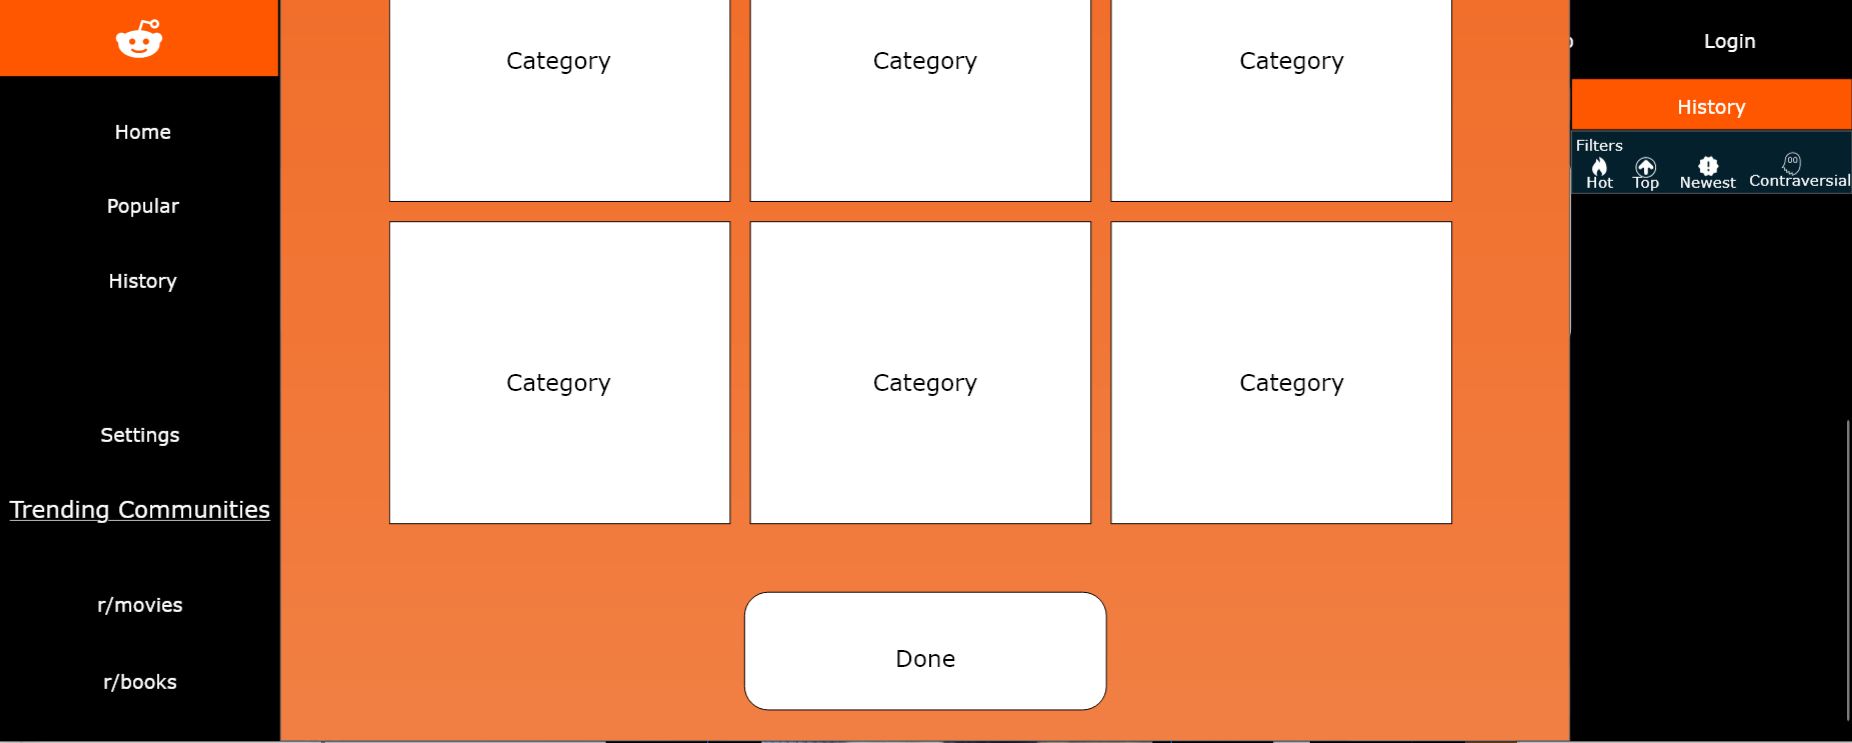 Home
Popular
History
Settings
Trending Communities
r/movies
r/books
Category Category Category
Category Category Category
Done
Login
History
Filters
Hot Top Newest Contraversial